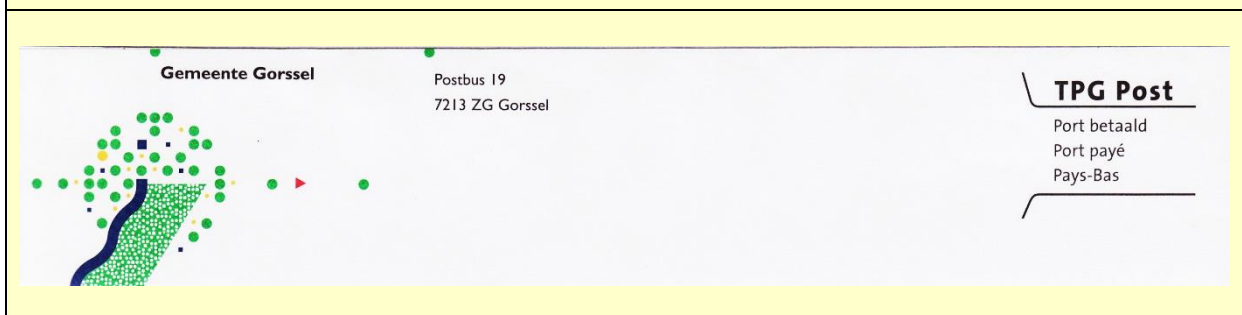 Gemeente Gorssel
Postbus 19
7213 ZG Gorssel
TPG Post
Port betaald
Port payé
Pays-Bas